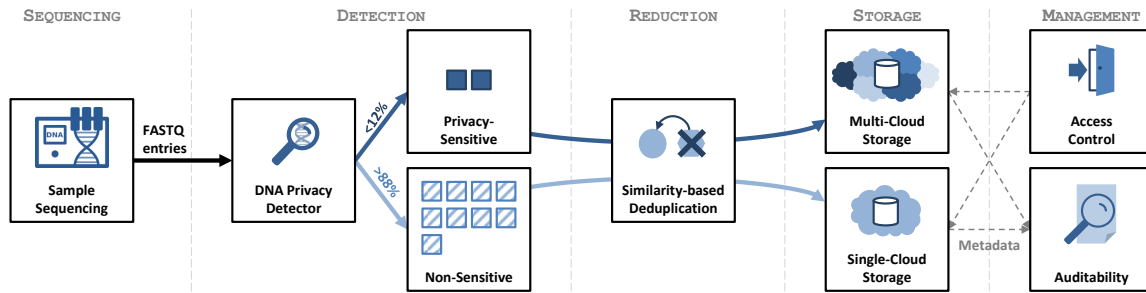 SEQUENCING
DETECTION
REDUCTION
STORAGE
MANAGEMENT
DNA
Sample
Sequencing
FASTQ
entries
DNA Privacy
Detector
<12%
>88%
Privacy-
Sensitive
Non-Sensitive
Similarity-based
Deduplication
Multi-Cloud
Storage
Single-Cloud
Storage
Metadata
Access
Control
Auditability